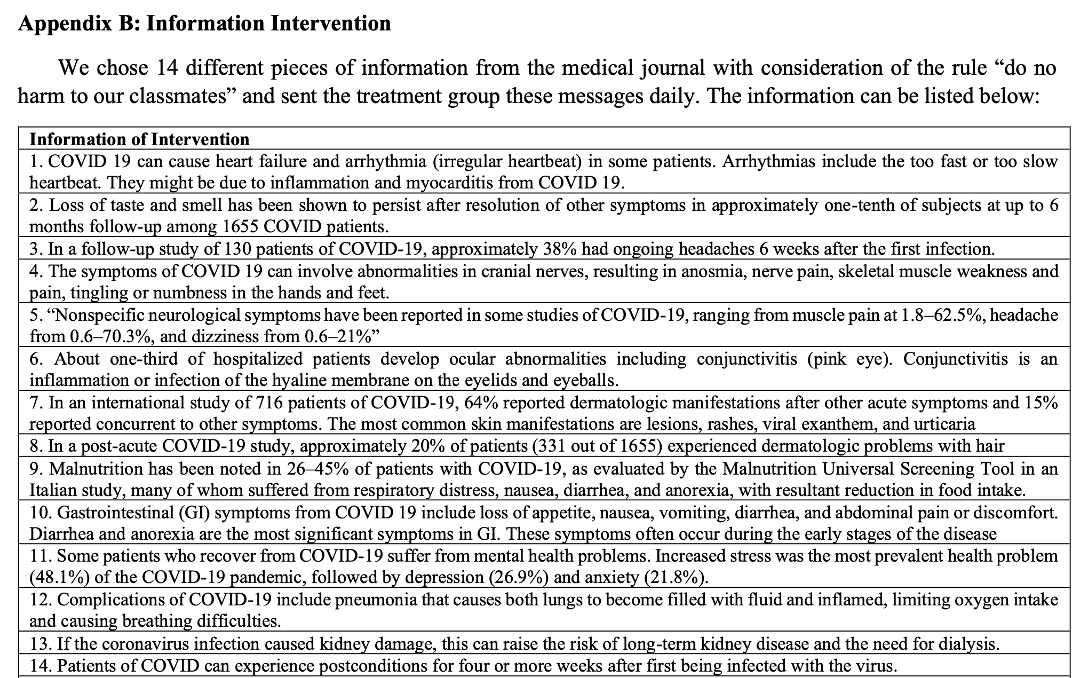 Appendix B: Information Intervention
We chose 14 different pieces of information from the medical journal with consideration of the rule “do no
harm to our classmates” and sent the treatment group these messages daily. The information can be listed below:
Information of Intervention
1. COVID 19 can cause heart failure and arrhythmia (irregular heartbeat) in some patients. Arrhythmias include the too fast or too slow
heartbeat. They might be due to inflammation and myocarditis from COVID 19.
2. Loss of taste and smell has been shown to persist after resolution of other symptoms in approximately one-tenth of subjects at up to 6
months follow-up among 1655 COVID patients.
3. In a follow-up study of 130 patients of COVID-19, approximately 38% had ongoing headaches 6 weeks after the first infection.
4. The symptoms of COVID 19 can involve abnormalities in cranial nerves, resulting in anosmia, nerve pain, skeletal muscle weakness and
pain, tingling or numbness in the hands and feet.
5. “Nonspecific neurological symptoms have been reported in some studies of COVID-19, ranging from muscle pain at 1.8–62.5%, headache
from 0.6–70.3%, and dizziness from 0.6–21%”
6. About one-third of hospitalized patients develop ocular abnormalities including conjunctivitis (pink eye). Conjunctivitis is an
inflammation or infection of the hyaline membrane on the eyelids and eyeballs.
7. In an international study of 716 patients of COVID-19, 64% reported dermatologic manifestations after other acute symptoms and 15%
reported concurrent to other symptoms. The most common skin manifestations are lesions, rashes, viral exanthem, and urticaria
8. In a post-acute COVID-19 study, approximately 20% of patients (331 out of 1655) experienced dermatologic problems with hair
9. Malnutrition has been noted in 26–45% of patients with COVID-19, as evaluated by the Malnutrition Universal Screening Tool in an
Italian study, many of whom suffered from respiratory distress, nausea, diarrhea, and anorexia, with resultant reduction in food intake.
10. Gastrointestinal (GI) symptoms from COVID 19 include loss of appetite, nausea, vomiting, diarrhea, and abdominal pain or discomfort.
Diarrhea and anorexia are the most significant symptoms in GI. These symptoms often occur during the early stages of the disease
11. Some patients who recover from COVID-19 suffer from mental health problems. Increased stress was the most prevalent health problem
(48.1%) of the COVID-19 pandemic, followed by depression (26.9%) and anxiety (21.8%).
12. Complications of COVID-19 include pneumonia that causes both lungs to become filled with fluid and inflamed, limiting oxygen intake
and causing breathing difficulties.
13. If the coronavirus infection caused kidney damage, this can raise the risk of long-term kidney disease and the need for dialysis.
14. Patients of COVID can experience postconditions for four or more weeks after first being infected with the virus.